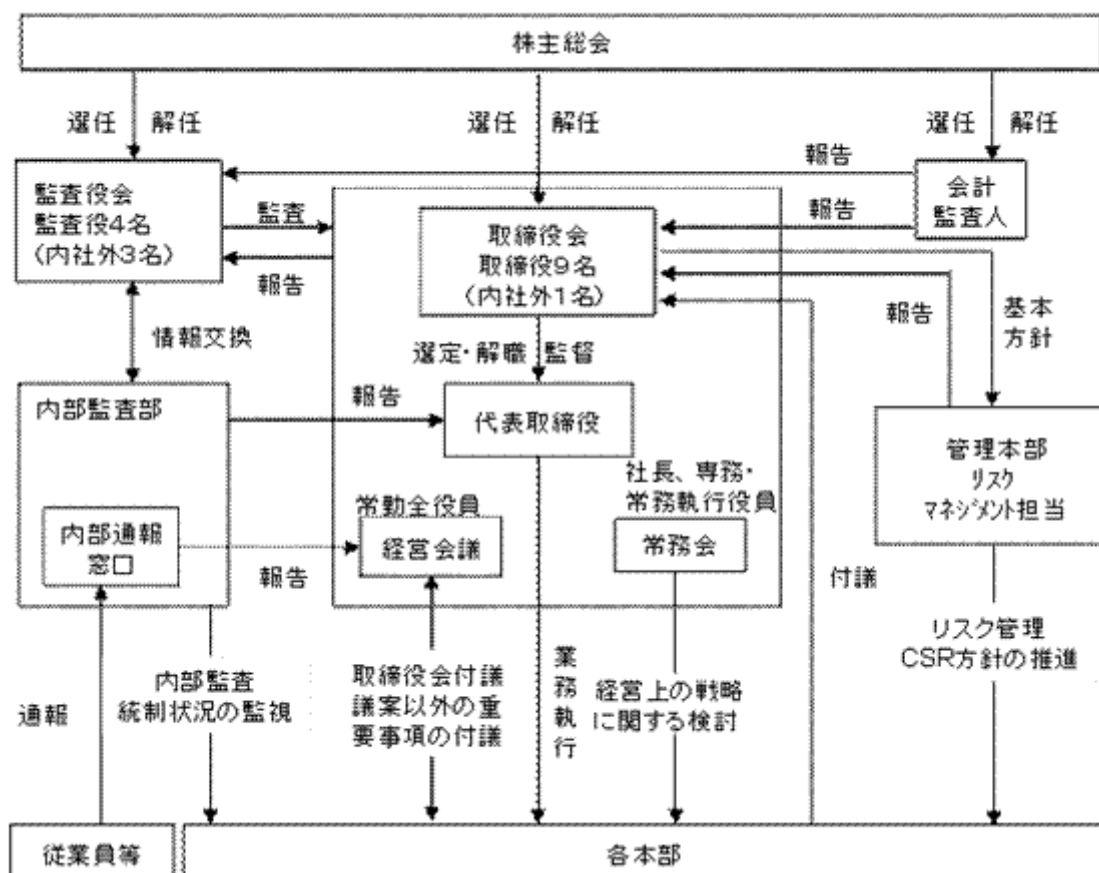 株主総会
選任 解任
選任 解任
選任 解任
報告
監査役会
監査役4名
(内社外3名)
監査
報告
取締役会
取締役9名
(内社外1名)
報告
会計
監査人
情報交換
選定・解職 監督
報告
基本
方針
内部監査部
報告
代表取締役
管理本部
リスク
マネジメント担当
内部通報
窓口
報告
常勤全役員
経営会議
社長、専務・
常務執行役員
常務会
付議
通報
内部監査
統制状況の監視
取締役会付議
議案以外の重
要事項の付議
業務執行
経営上の戦略
に関する検討
リスク管理
CSR方針の推進
従業員等
各本部